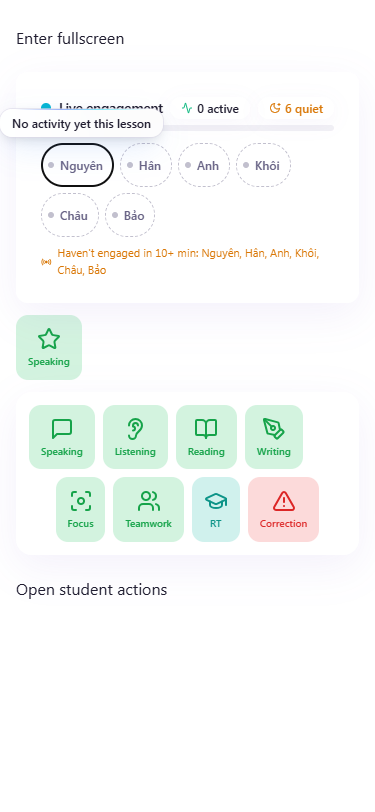 Enter fullscreen
Live engagement
0 active
6 quiet
No activity yet this lesson
Nguyên
Hân
Anh
Khôi
Châu
Bảo
Haven't engaged in 10+ min: Nguyên, Hân, Anh, Khôi,
Châu, Bảo
Speaking
Speaking
Listening
Reading
Writing
Focus
Teamwork
RT
Correction
Open student actions